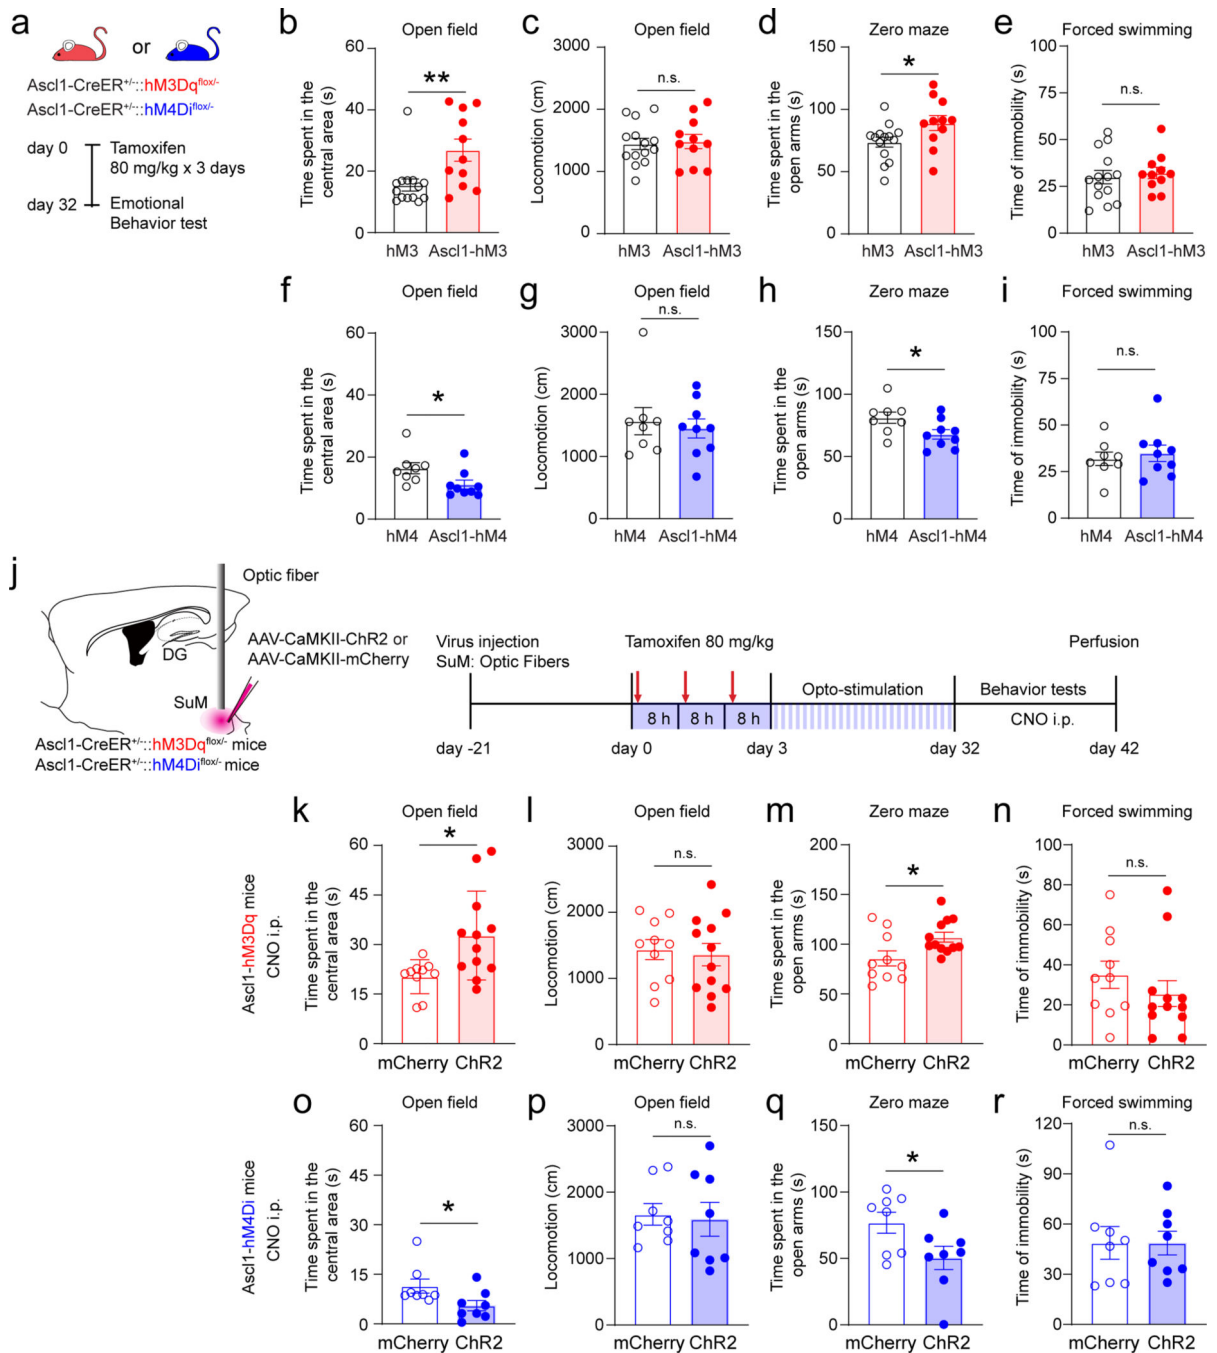 a
or
Ascl1-CreER+/-::hM3Dqflox/-
Ascl1-CreER+/-::hM4Diflox/-
day 0
Tamoxifen
80 mg/kg x 3 days
day 32
Emotional
Behavior test
b
Open field
Time spent in the
central area (s)
60
40
20
0
**
hM3 Ascl1-hM3
c
Open field
Locomotion (cm)
3000
2000
1000
0
n.s.
hM3 Ascl1-hM3
d
Zero maze
Time spent in the
open arms (s)
150
100
50
0
*
hM3 Ascl1-hM3
e
Forced swimming
Time of immobility (s)
100
75
50
25
0
n.s.
hM3 Ascl1-hM3
f
Open field
Time spent in the
central area (s)
60
40
20
0
*
hM4 Ascl1-hM4
g
Open field
Locomotion (cm)
3000
2000
1000
0
n.s.
hM4 Ascl1-hM4
h
Zero maze
Time spent in the
open arms (s)
150
100
50
0
*
hM4 Ascl1-hM4
i
Forced swimming
Time of immobility (s)
100
75
50
25
0
n.s.
hM4 Ascl1-hM4
j
Optic fiber
DG
AAV-CaMKII-ChR2 or
AAV-CaMKII-mCherry
SuM
Ascl1-CreER+/-::hM3Dqflox/- mice
Ascl1-CreER+/-::hM4Diflox/- mice
Virus injection
SuM: Optic Fibers
Tamoxifen 80 mg/kg
Perfusion
8 h 8 h 8 h
Opto-stimulation
Behavior tests
CNO i.p.
day -21
day 0
day 3
day 32
day 42
Ascl1-hM3Dq mice
CNO i.p.
k
Open field
Time spent in the
central area (s)
60
45
30
15
0
*
mCherry ChR2
l
Open field
Locomotion (cm)
3000
2000
1000
0
n.s.
mCherry ChR2
m
Zero maze
Time spent in the
open arms (s)
200
150
100
50
0
*
mCherry ChR2
n
Forced swimming
Time of immobility (s)
100
80
60
40
20
0
n.s.
mCherry ChR2
Ascl1-hM4Di mice
CNO i.p.
o
Open field
Time spent in the
central area (s)
60
45
30
15
0
*
mCherry ChR2
p
Open field
Locomotion (cm)
3000
2000
1000
0
n.s.
mCherry ChR2
q
Zero maze
Time spent in the
open arms (s)
150
100
50
0
*
mCherry ChR2
r
Forced swimming
Time of immobility (s)
120
90
60
30
0
n.s.
mCherry ChR2